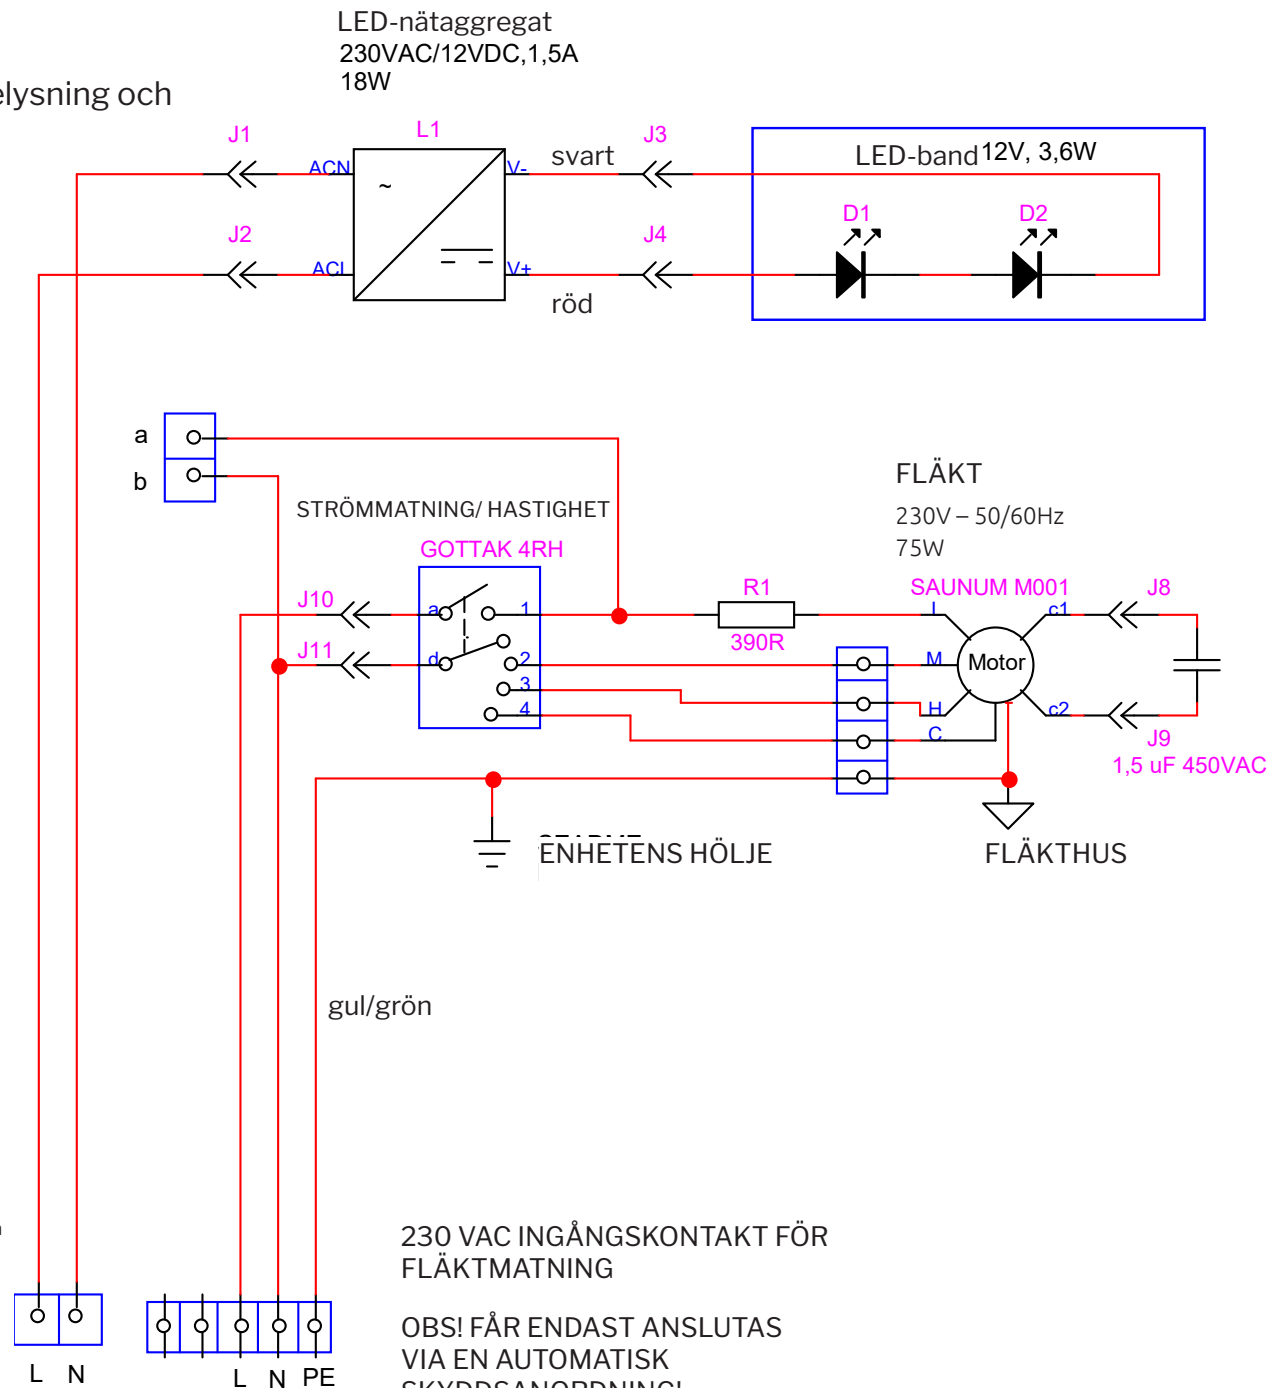 LED-nätaggregat
230VAC/12VDC,1,5A
18W
elysning och
J1
L1
J3
ACN
V-
svart
LED-band 12V, 3,6W
D1
D2
J2
J4
ACL
V+
röd
a
b
STRÖMMATNING/ HASTIGHET
GOTTAK 4RH
FLÄKT
230V – 50/60Hz
75W
J10
a
1
R1
390R
SAUNUM M001
L
c1
J8
J11
d
2
3
4
M
H
C
Motor
c2
J9
1,5 uF 450VAC
ENHETENS HÖLJE
FLÄKTHUS
gul/grön
230 VAC INGÅNGSKONTAKT FÖR
FLÄKTMATNING
OBS! FÅR ENDAST ANSLUTAS
VIA EN AUTOMATISK
SKYDDSANORDNING!
L N
L N PE